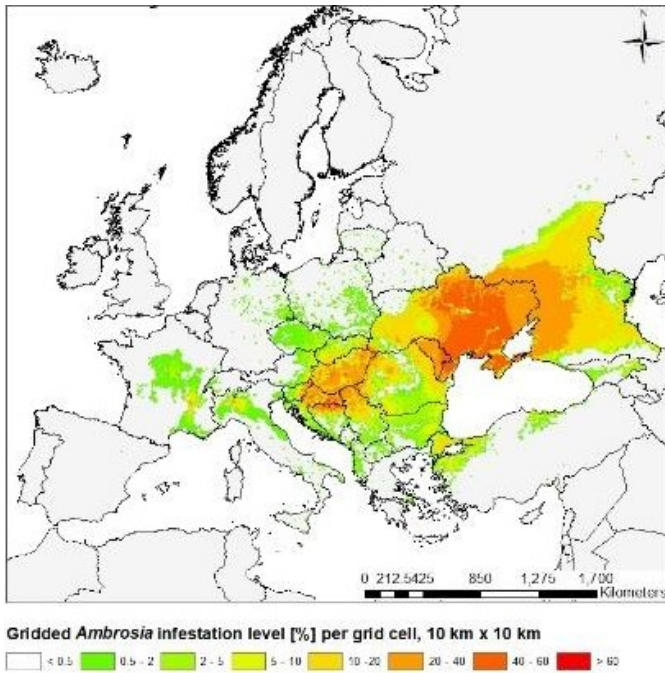 N
0 212.5425 850 1,275 1,700
Kilometers
Gridded Ambrosia infestation level [%] per grid cell, 10 km x 10 km
< 0.5 0.5 - 2 2 - 5 5 - 10 10 -20 20 - 40 40 - 60 > 60